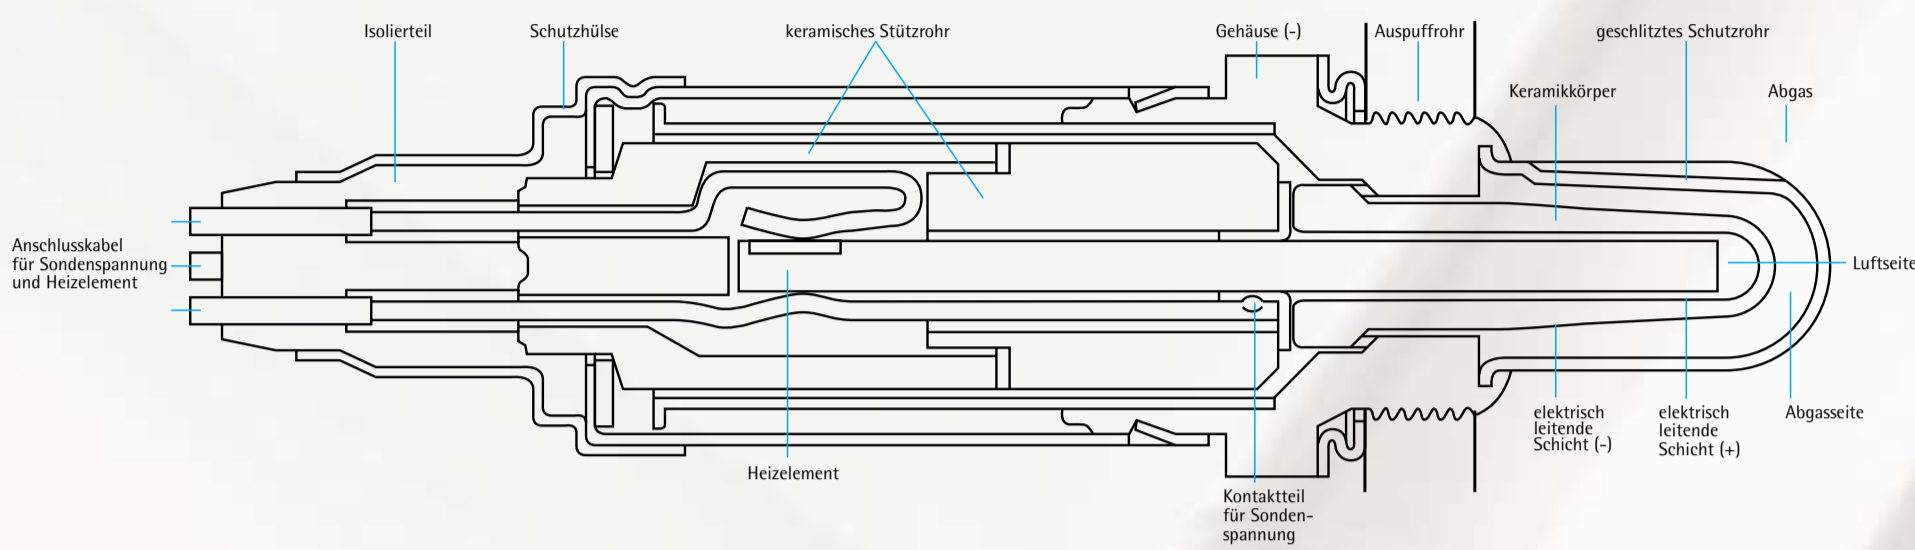 Isolierteil
Schutzhülse
keramisches Stützrohr
Gehäuse (-)
Auspuffrohr
geschlitztes Schutzrohr
Keramikkörper
Abgas
Anschlusskabel
für Sondenspannung
und Heizelement
Luftseite
elektrisch
leitende
Schicht (-)
elektrisch
leitende
Schicht (+)
Abgasseite
Heizelement
Kontaktteil
für Sonden-
spannung